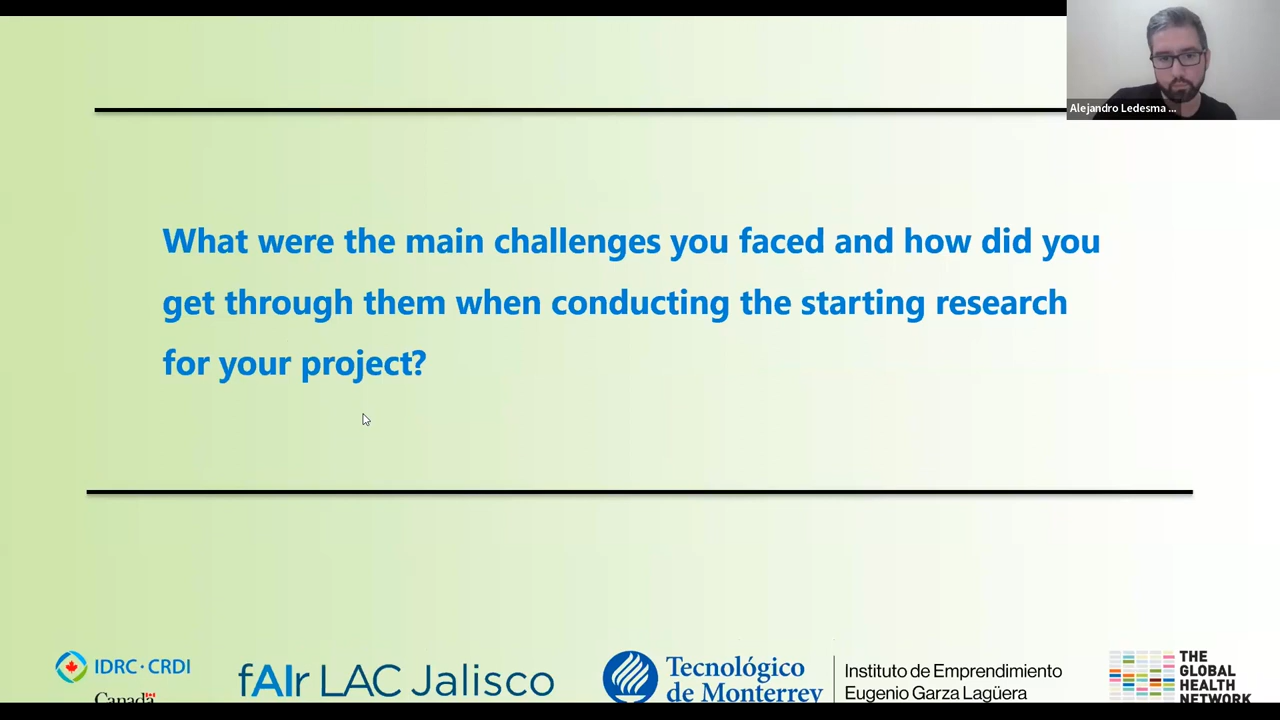 Alejandro Ledesma ...
What were the main challenges you faced and how did you
get through them when conducting the starting research
for your project?
IDRC · CRDI
Canada
fAIr LAC Jalisco
Tecnológico
de Monterrey
Instituto de Emprendimiento
Eugenio Garza Lagüera
THE
GLOBAL
HEALTH
NETWORK